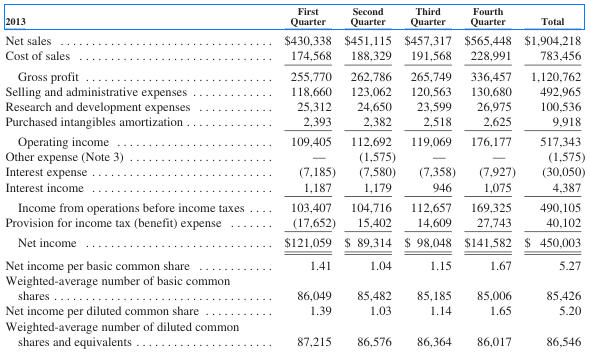 First Second Third Fourth
2013 Quarter Quarter Quarter Quarter Total
Net sales . . . . . . . . . . . . . . . . . . . . . . . . . . . . . . . . $430,338 $451,115 $457,317 $565,448 $1,904,218
Cost of sales . . . . . . . . . . . . . . . . . . . . . . . . . . . . . 174,568 188,329 191,568 228,991 783,456
Gross profit . . . . . . . . . . . . . . . . . . . . . . . . . . . . 255,770 262,786 265,749 336,457 1,120,762
Selling and administrative expenses . . . . . . . . . . . . 118,660 123,062 120,563 130,680 492,965
Research and development expenses . . . . . . . . . . . 25,312 24,650 23,599 26,975 100,536
Purchased intangibles amortization . . . . . . . . . . . . . 2,393 2,382 2,518 2,625 9,918
Operating income . . . . . . . . . . . . . . . . . . . . . . . . 109,405 112,692 119,069 176,177 517,343
Other expense (Note 3) . . . . . . . . . . . . . . . . . . . . . — (1,575) — — (1,575)
Interest expense . . . . . . . . . . . . . . . . . . . . . . . . . . (7,185) (7,580) (7,358) (7,927) (30,050)
Interest income . . . . . . . . . . . . . . . . . . . . . . . . . . 1,187 1,179 946 1,075 4,387
Income from operations before income taxes . . . . 103,407 104,716 112,657 169,325 490,105
Provision for income tax (benefit) expense . . . . . . . (17,652) 15,402 14,609 27,743 40,102
Net income . . . . . . . . . . . . . . . . . . . . . . . . . . . . $121,059 $ 89,314 $ 98,048 $141,582 $ 450,003
Net income per basic common share . . . . . . . . . . . 1.41 1.04 1.15 1.67 5.27
Weighted-average number of basic common
shares . . . . . . . . . . . . . . . . . . . . . . . . . . . . . . . . . 86,049 85,482 85,185 85,006 85,426
Net income per diluted common share . . . . . . . . . . 1.39 1.03 1.14 1.65 5.20
Weighted-average number of diluted common
shares and equivalents . . . . . . . . . . . . . . . . . . . . 87,215 86,576 86,364 86,017 86,546